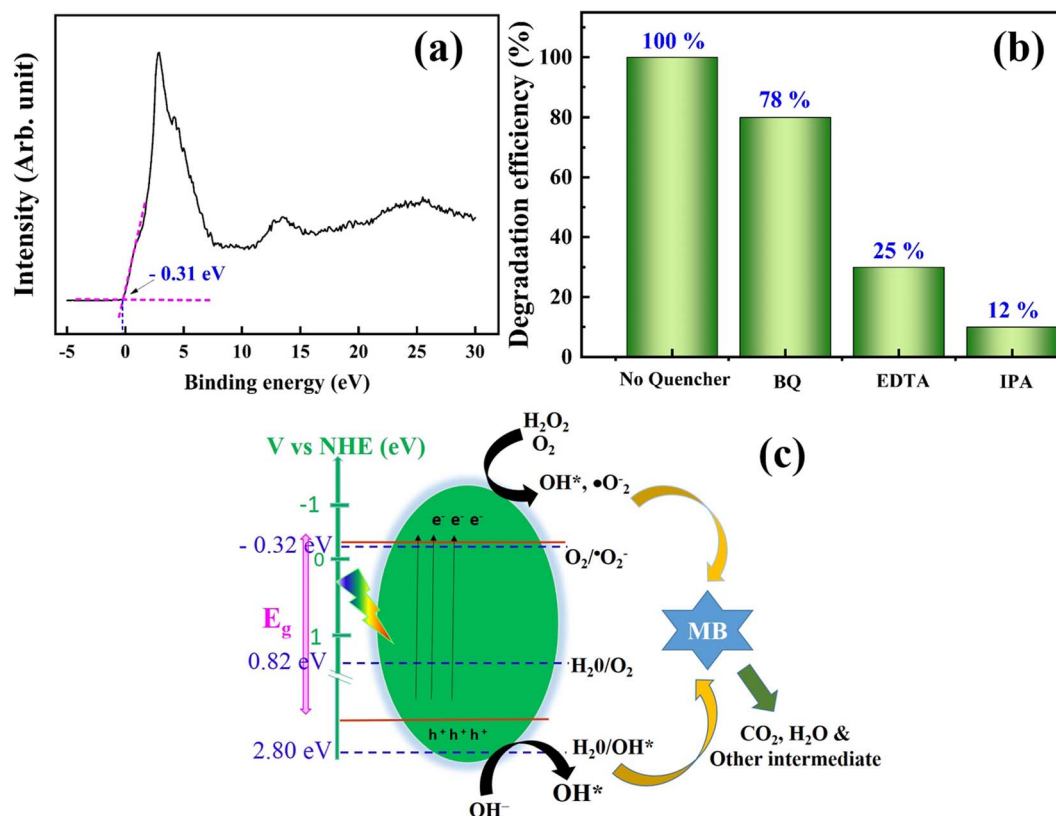 (a)
Intensity (Arb. unit)
- 0.31 eV
-5 0 5 10 15 20 25 30
Binding energy (eV)
(b)
Degradation efficiency (%)
100
80
60
40
20
0
100 %
78 %
25 %
12 %
No Quencher BQ EDTA IPA
(c)
V vs NHE (eV)
H₂O₂
O₂
OH*, •O⁻₂
-1
e⁻ e⁻ e⁻
- 0.32 eV
O₂/•O₂⁻
0
E_g
1
MB
0.82 eV
H₂0/O₂
h⁺ h⁺ h⁺
CO₂, H₂O &
Other intermediate
2.80 eV
H₂0/OH*
OH⁻
OH*